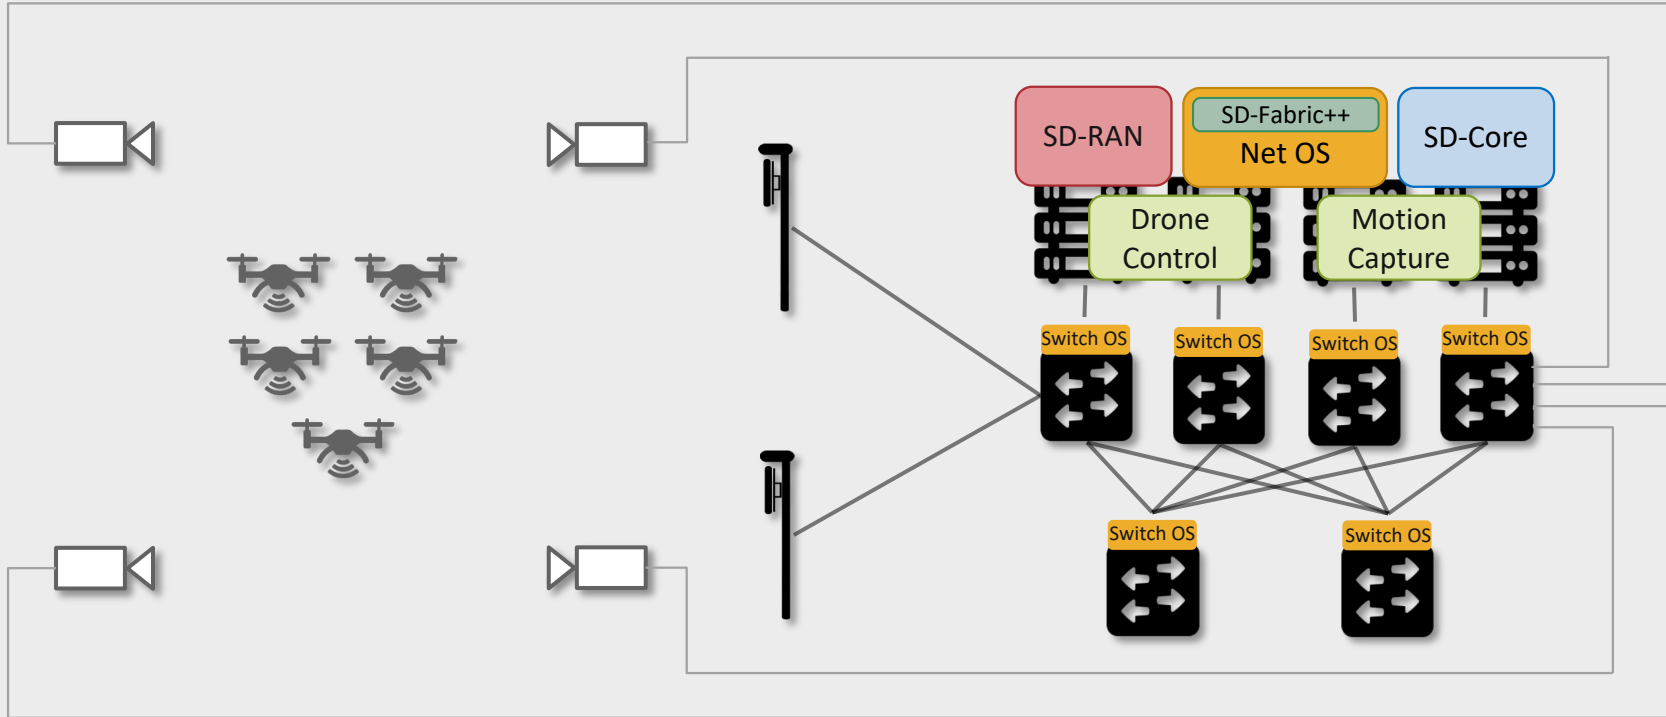 SD-RAN
SD-Fabric++
Net OS
SD-Core
Drone
Control
Motion
Capture
Switch OS
Switch OS
Switch OS
Switch OS
Switch OS
Switch OS